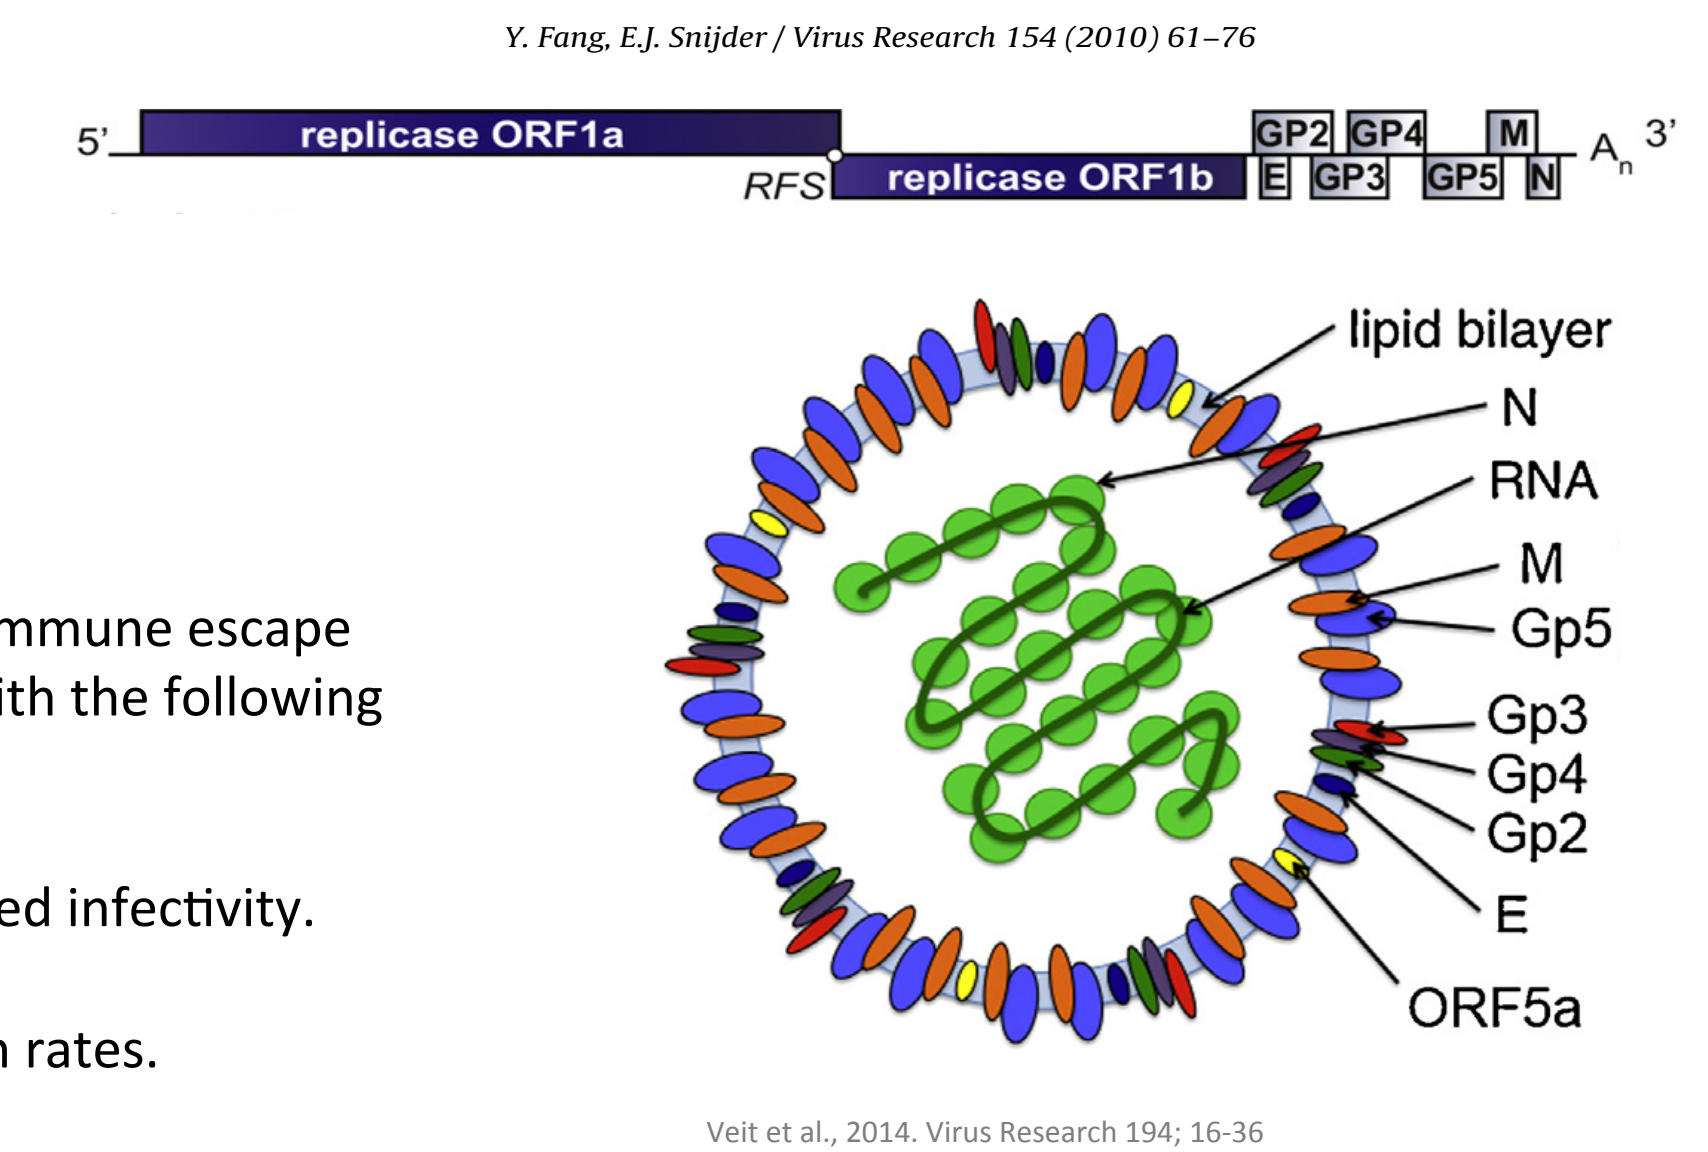 Y. Fang, E.J. Snijder / Virus Research 154 (2010) 61–76
5’ replicase ORF1a GP2 GP4 M An 3’
RFS replicase ORF1b E GP3 GP5 N
lipid bilayer
N
RNA
M
Gp5
Gp3
Gp4
Gp2
E
ORF5a
mmune escape
ith the following
ed infectivity.
n rates.
Veit et al., 2014. Virus Research 194; 16-36